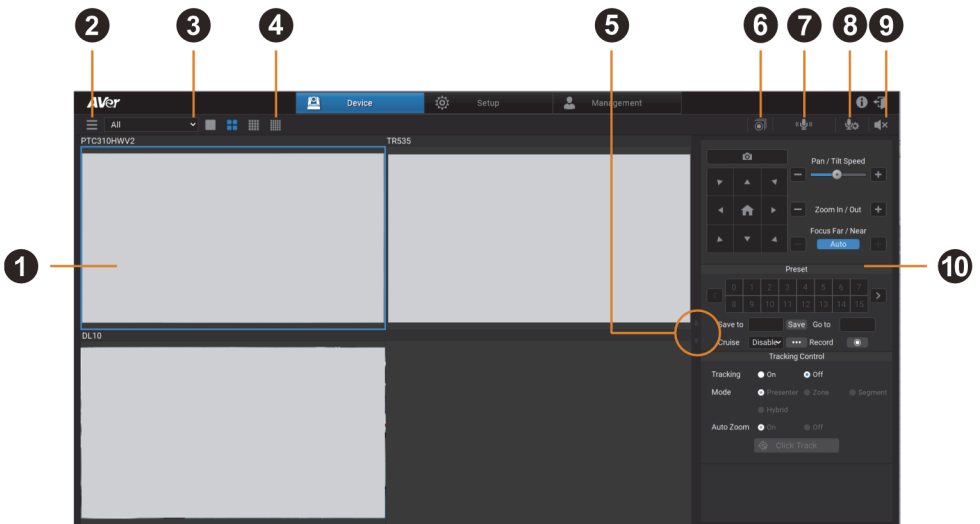 2 3 4 5 6 7 8 9
AVer Device Setup Management
All
PTC310HWV2 TR535
Pan / Tilt Speed
Zoom In / Out
Focus Far / Near
Auto
1 10
Preset
0 1 2 3 4 5 6 7
8 9 10 11 12 13 14 15
Save to Save Go to
Cruise Disable Record
DL10
Tracking Control
Tracking On Off
Mode Presenter Zone Segment
Hybrid
Auto Zoom On Off
Click Track